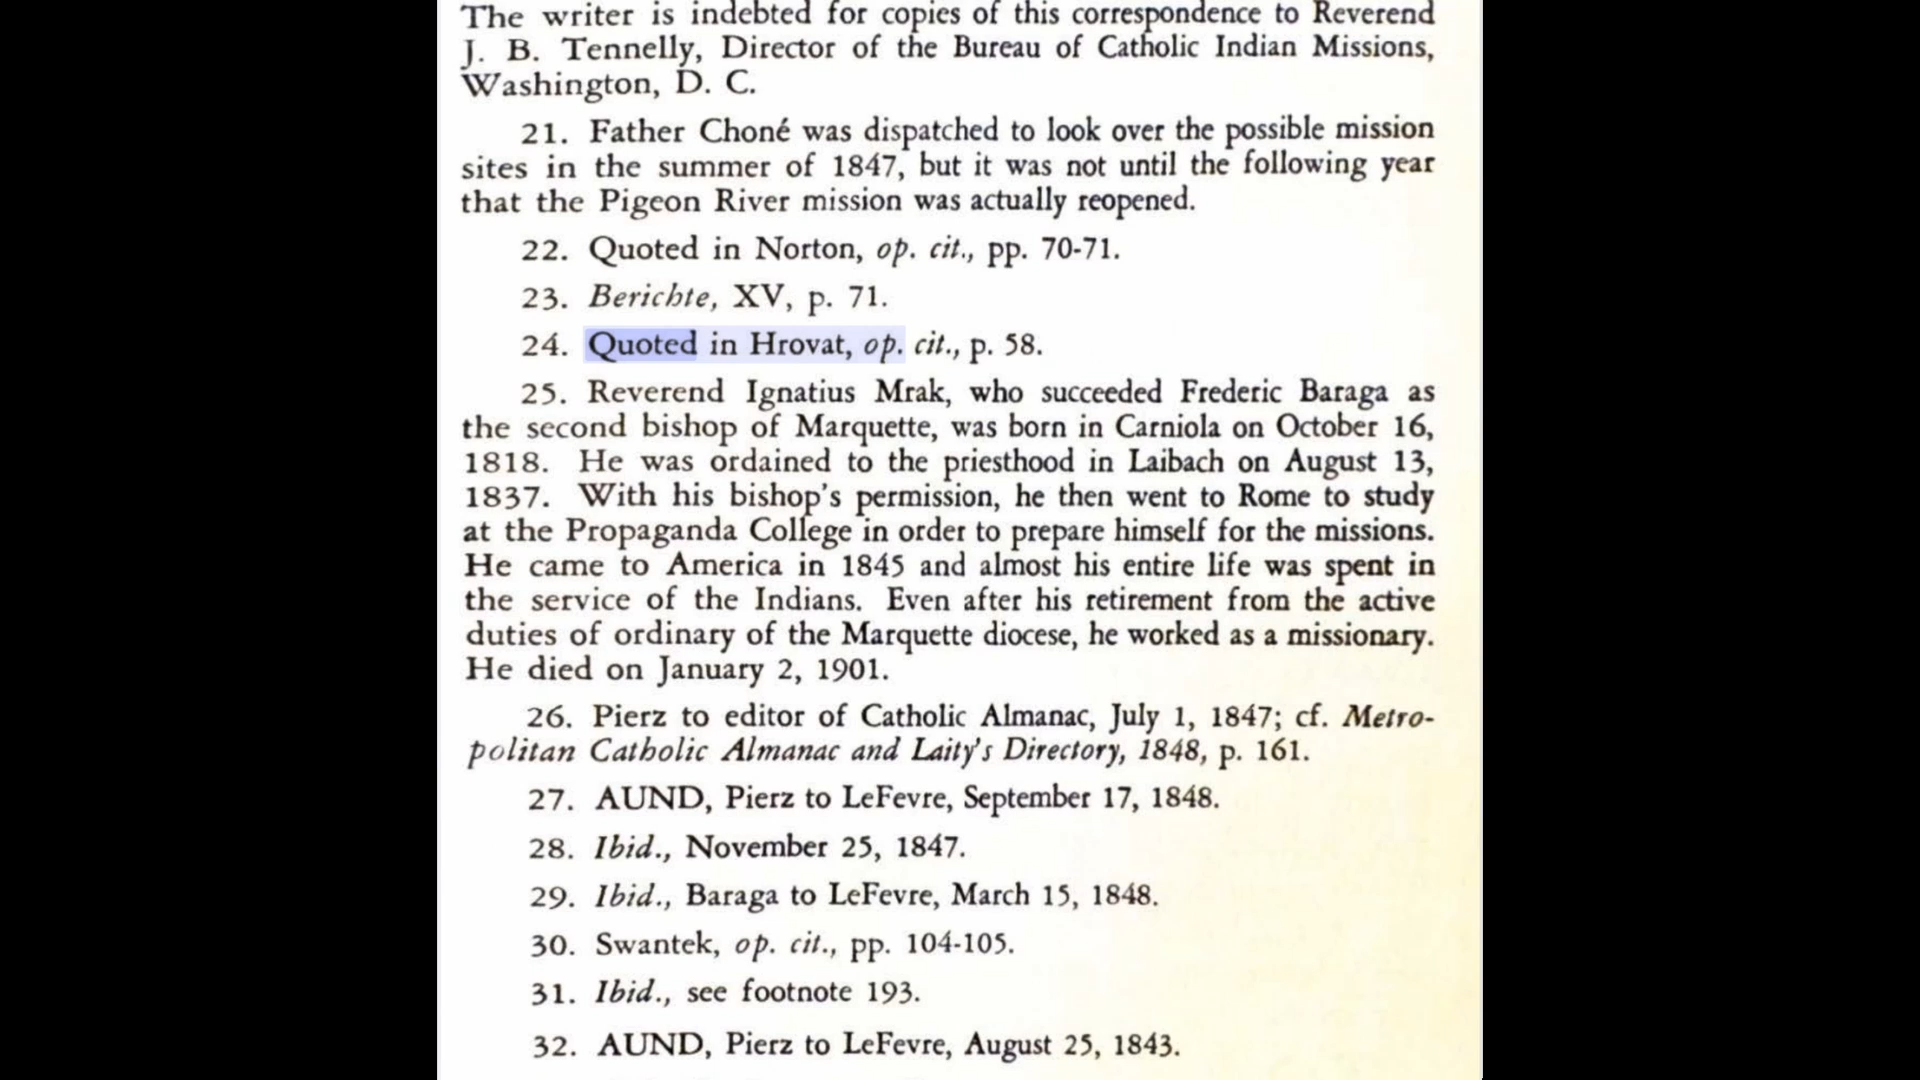 The writer is indebted for copies of this correspondence to Reverend
J. B. Tennelly, Director of the Bureau of Catholic Indian Missions,
Washington, D. C.
21. Father Choné was dispatched to look over the possible mission
sites in the summer of 1847, but it was not until the following year
that the Pigeon River mission was actually reopened.
22. Quoted in Norton, op. cit., pp. 70-71.
23. Berichte, XV, p. 71.
24. Quoted in Hrovat, op. cit., p. 58.
25. Reverend Ignatius Mrak, who succeeded Frederic Baraga as
the second bishop of Marquette, was born in Carniola on October 16,
1818. He was ordained to the priesthood in Laibach on August 13,
1837. With his bishop's permission, he then went to Rome to study
at the Propaganda College in order to prepare himself for the missions.
He came to America in 1845 and almost his entire life was spent in
the service of the Indians. Even after his retirement from the active
duties of ordinary of the Marquette diocese, he worked as a missionary.
He died on January 2, 1901.
26. Pierz to editor of Catholic Almanac, July 1, 1847; cf. Metro-
politan Catholic Almanac and Laity's Directory, 1848, p. 161.
27. AUND, Pierz to LeFevre, September 17, 1848.
28. Ibid., November 25, 1847.
29. Ibid., Baraga to LeFevre, March 15, 1848.
30. Swantek, op. cit., pp. 104-105.
31. Ibid., see footnote 193.
32. AUND, Pierz to LeFevre, August 25, 1843.